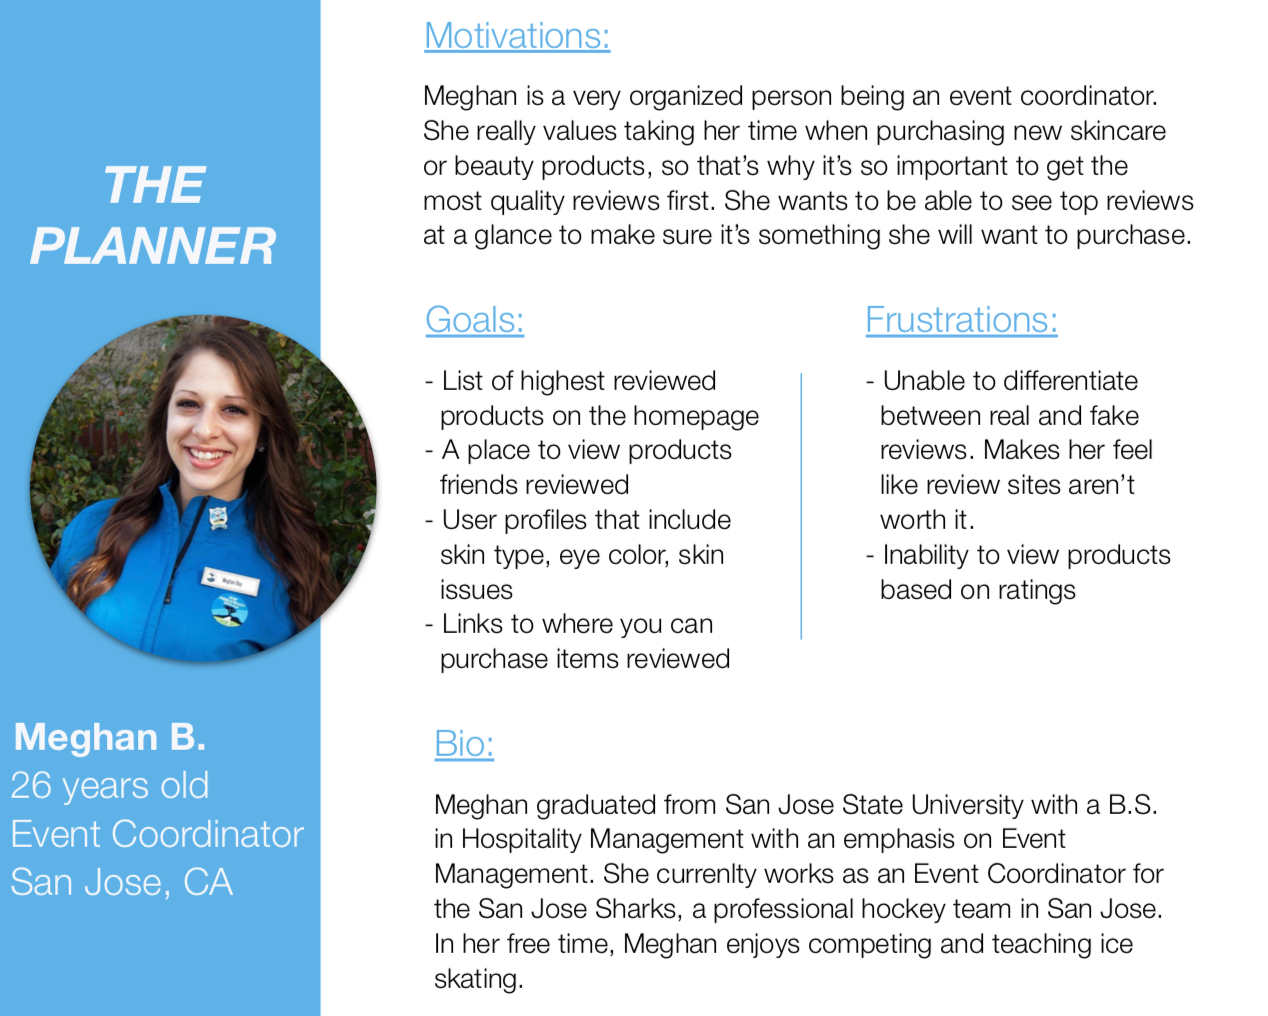 THE
PLANNER
Meghan B.
26 years old
Event Coordinator
San Jose, CA
Motivations:
Meghan is a very organized person being an event coordinator.
She really values taking her time when purchasing new skincare
or beauty products, so that’s why it’s so important to get the
most quality reviews first. She wants to be able to see top reviews
at a glance to make sure it’s something she will want to purchase.
Goals:
- List of highest reviewed
products on the homepage
- A place to view products
friends reviewed
- User profiles that include
skin type, eye color, skin
issues
- Links to where you can
purchase items reviewed
Frustrations:
- Unable to differentiate
between real and fake
reviews. Makes her feel
like review sites aren’t
worth it.
- Inability to view products
based on ratings
Bio:
Meghan graduated from San Jose State University with a B.S.
in Hospitality Management with an emphasis on Event
Management. She currenlty works as an Event Coordinator for
the San Jose Sharks, a professional hockey team in San Jose.
In her free time, Meghan enjoys competing and teaching ice
skating.